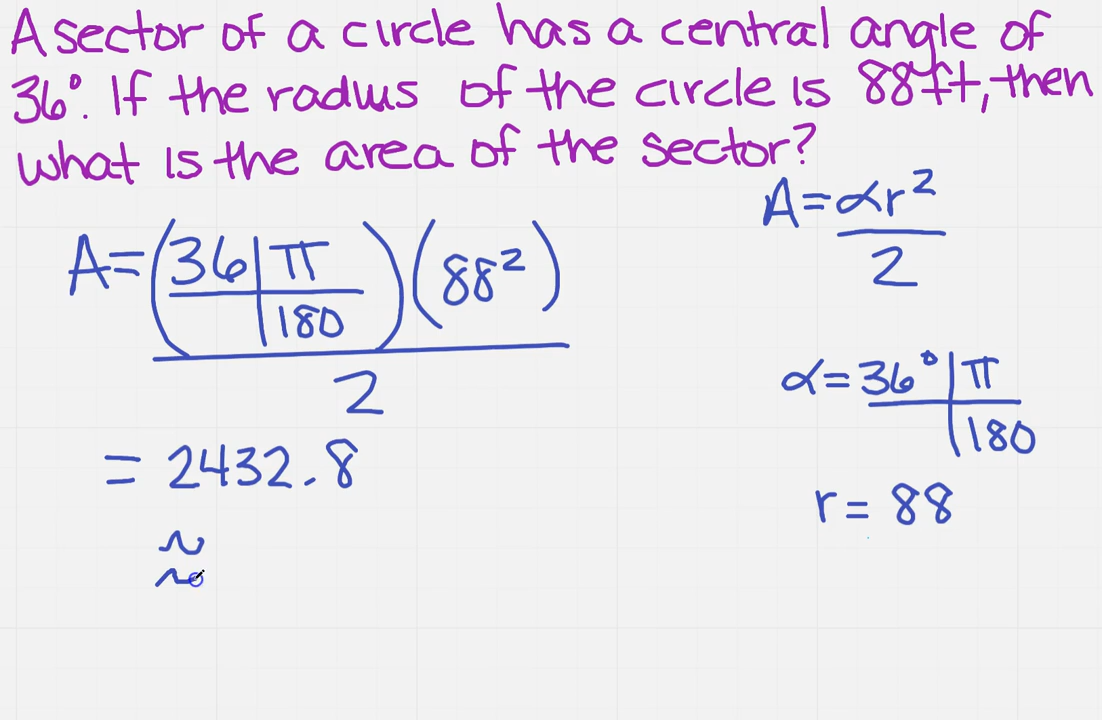 A sector of a circle has a central angle of
36°. If the radius of the circle is 88ft, then
what is the area of the sector?
A = αr²
2
A = (36|π
180) (88²)
2
α = 36° | π
180
= 2432.8
r = 88
≈